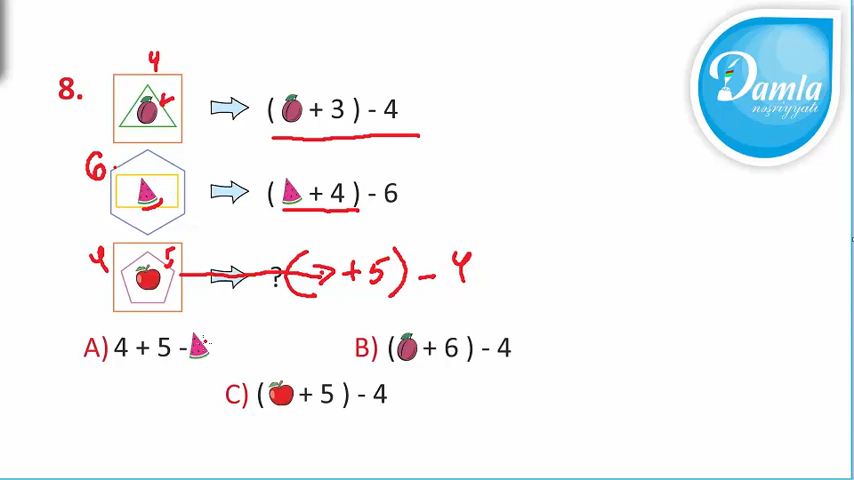 4
8.
( + 3 ) - 4
6
( + 4 ) - 6
4 5
? ( + 5 ) - 4
A) 4 + 5 -
B) ( + 6 ) - 4
C) ( + 5 ) - 4
Damla
nəşriyyatı